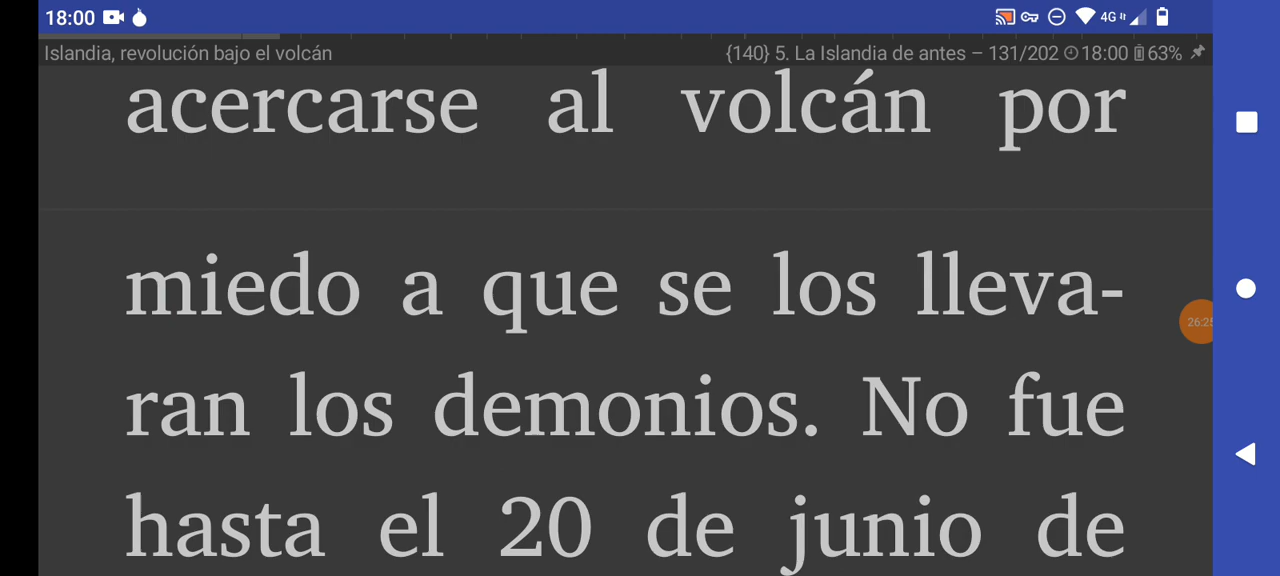 18:00 4G
Islandia, revolución bajo el volcán {140} 5. La Islandia de antes – 131/202 18:00 63%
acercarse al volcán por
miedo a que se los lleva-
ran los demonios. No fue
hasta el 20 de junio de